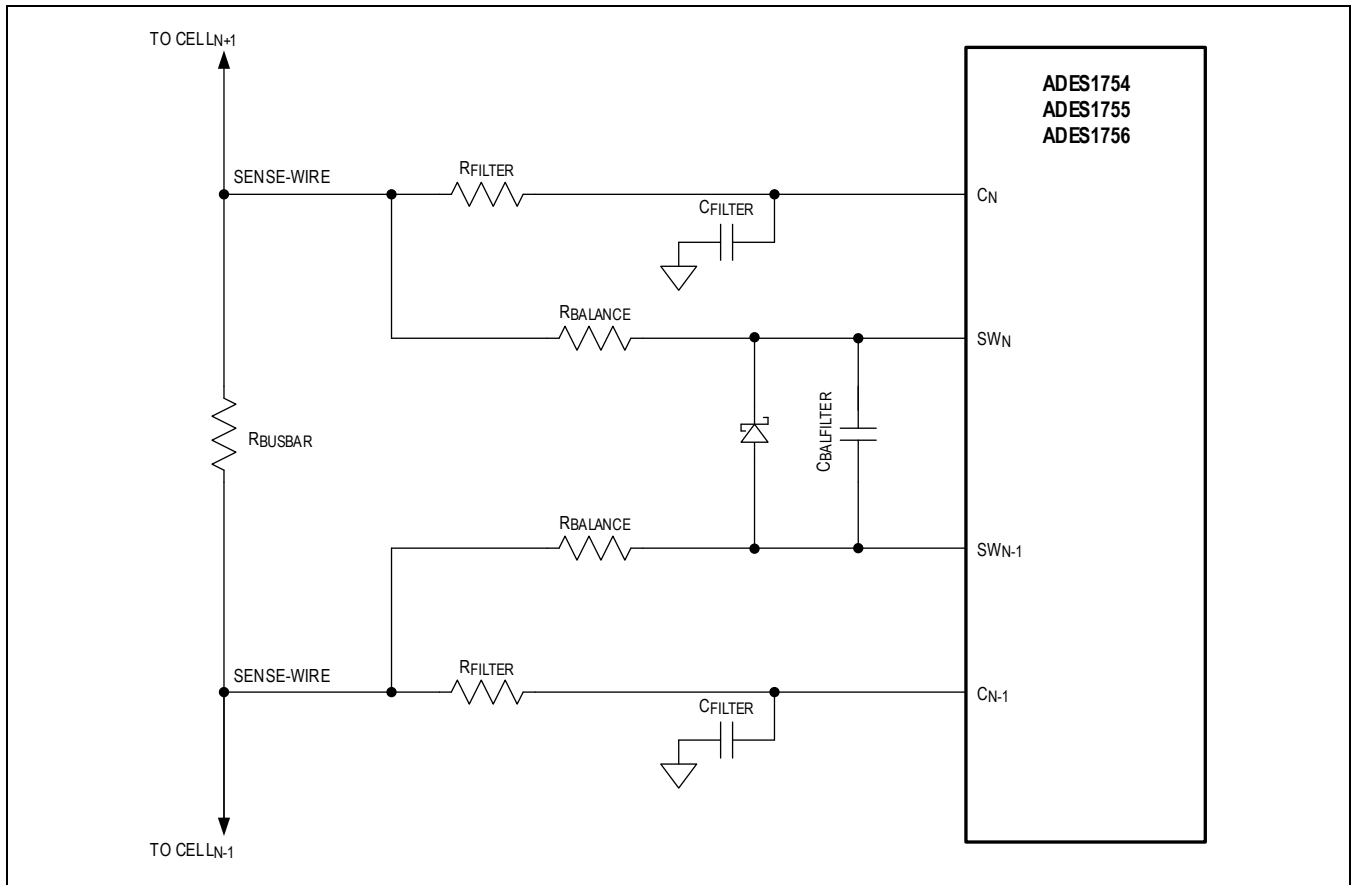 TO CELLN+1
ADES1754
ADES1755
ADES1756
SENSE-WIRE
RFILTER
CN
CFILTER
RBALANCE
SWN
CBALFILTER
RBUSBAR
RBALANCE
SWN-1
SENSE-WIRE
RFILTER
CN-1
CFILTER
TO CELLN-1